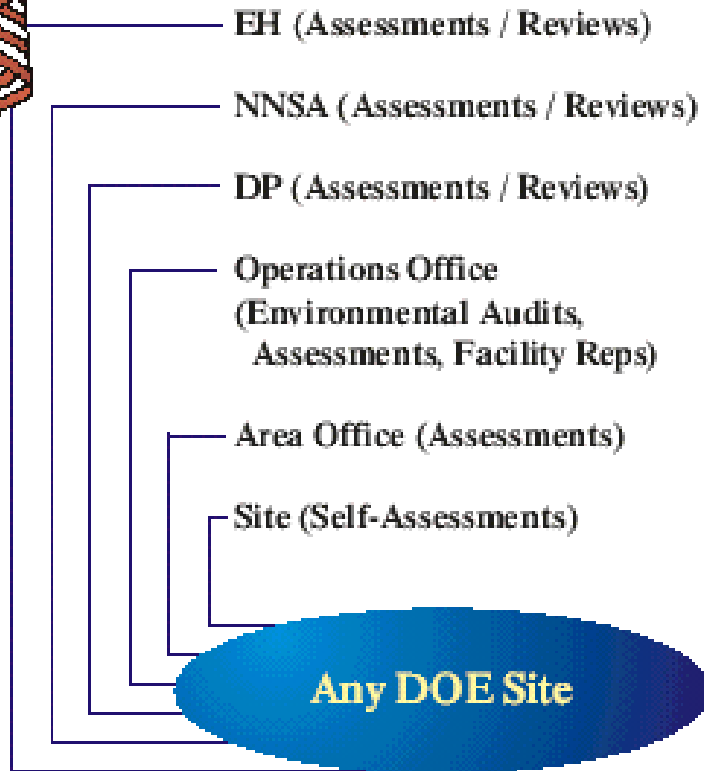 EH (Assessments / Reviews)
NNSA (Assessments / Reviews)
DP (Assessments / Reviews)
Operations Office
(Environmental Audits,
Assessments, Facility Reps)
Area Office (Assessments)
Site (Self-Assessments)
Any DOE Site